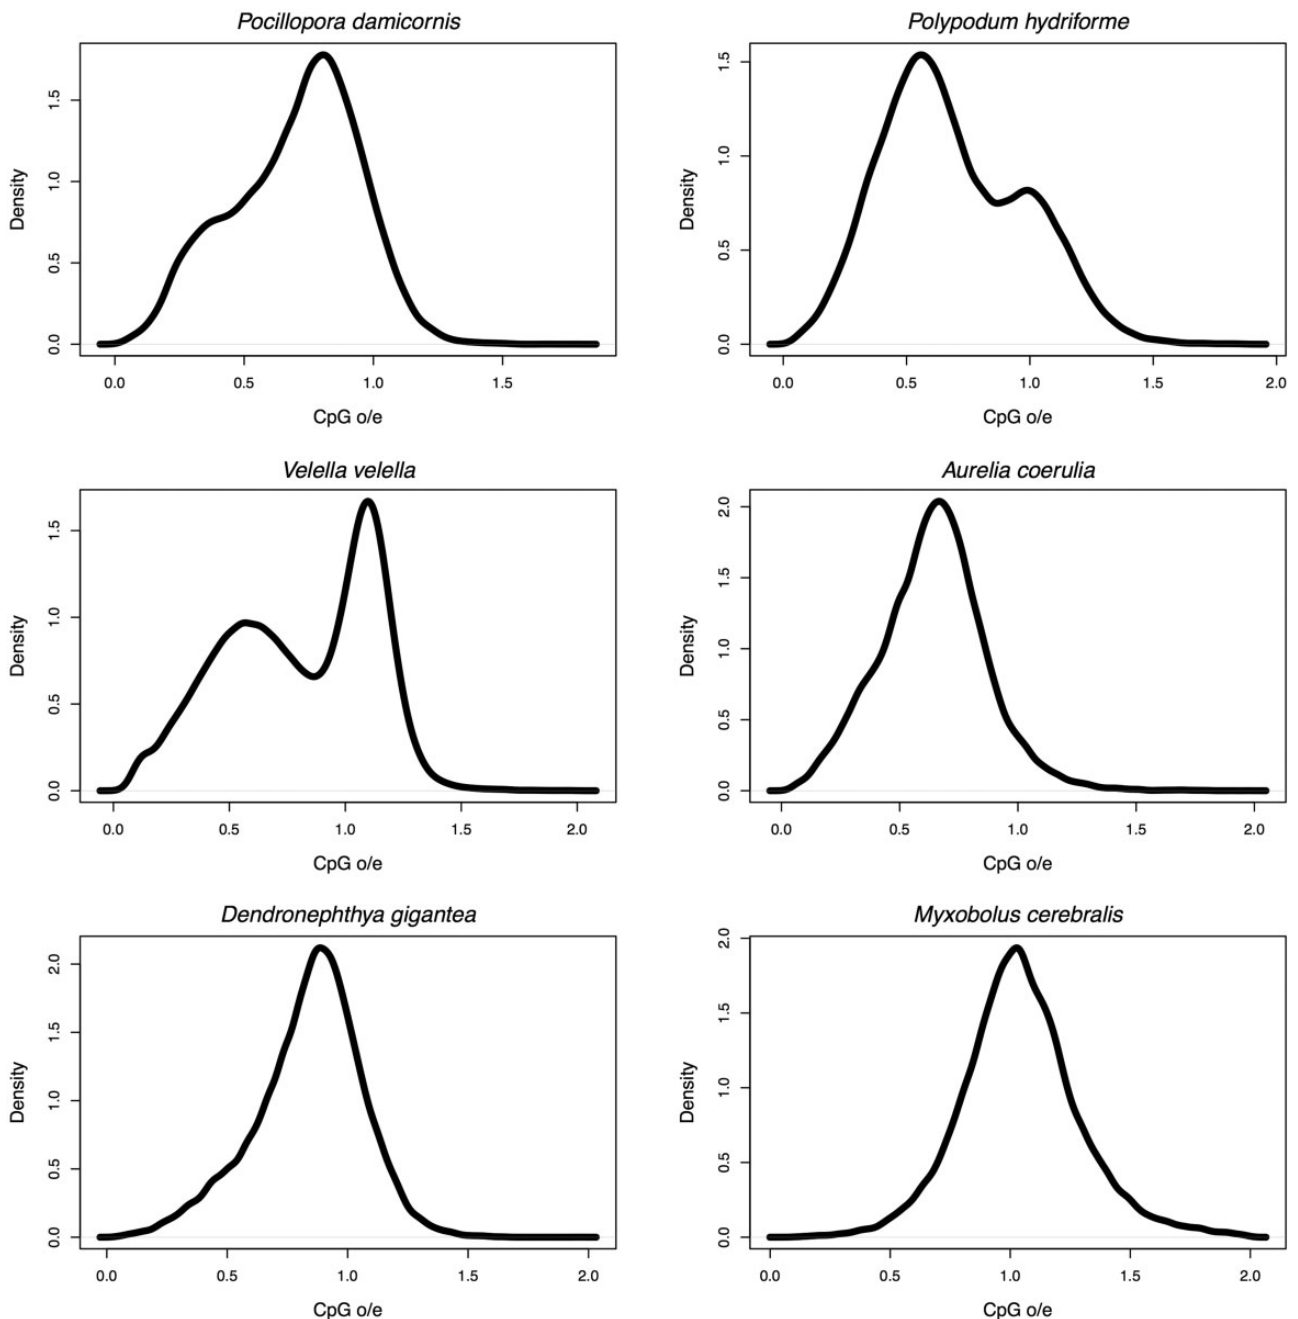 Pocillopora damicornis
Density
0.0 0.5 1.0 1.5
0.0 0.5 1.0 1.5
CpG o/e
Polypodum hydriforme
Density
0.0 0.5 1.0 1.5
0.0 0.5 1.0 1.5 2.0
CpG o/e
Velella velella
Density
0.0 0.5 1.0 1.5
0.0 0.5 1.0 1.5 2.0
CpG o/e
Aurelia coerulia
Density
0.0 0.5 1.0 1.5 2.0
0.0 0.5 1.0 1.5 2.0
CpG o/e
Dendronephthya gigantea
Density
0.0 0.5 1.0 1.5 2.0
0.0 0.5 1.0 1.5 2.0
CpG o/e
Myxobolus cerebralis
Density
0.0 0.5 1.0 1.5 2.0
0.0 0.5 1.0 1.5 2.0
CpG o/e